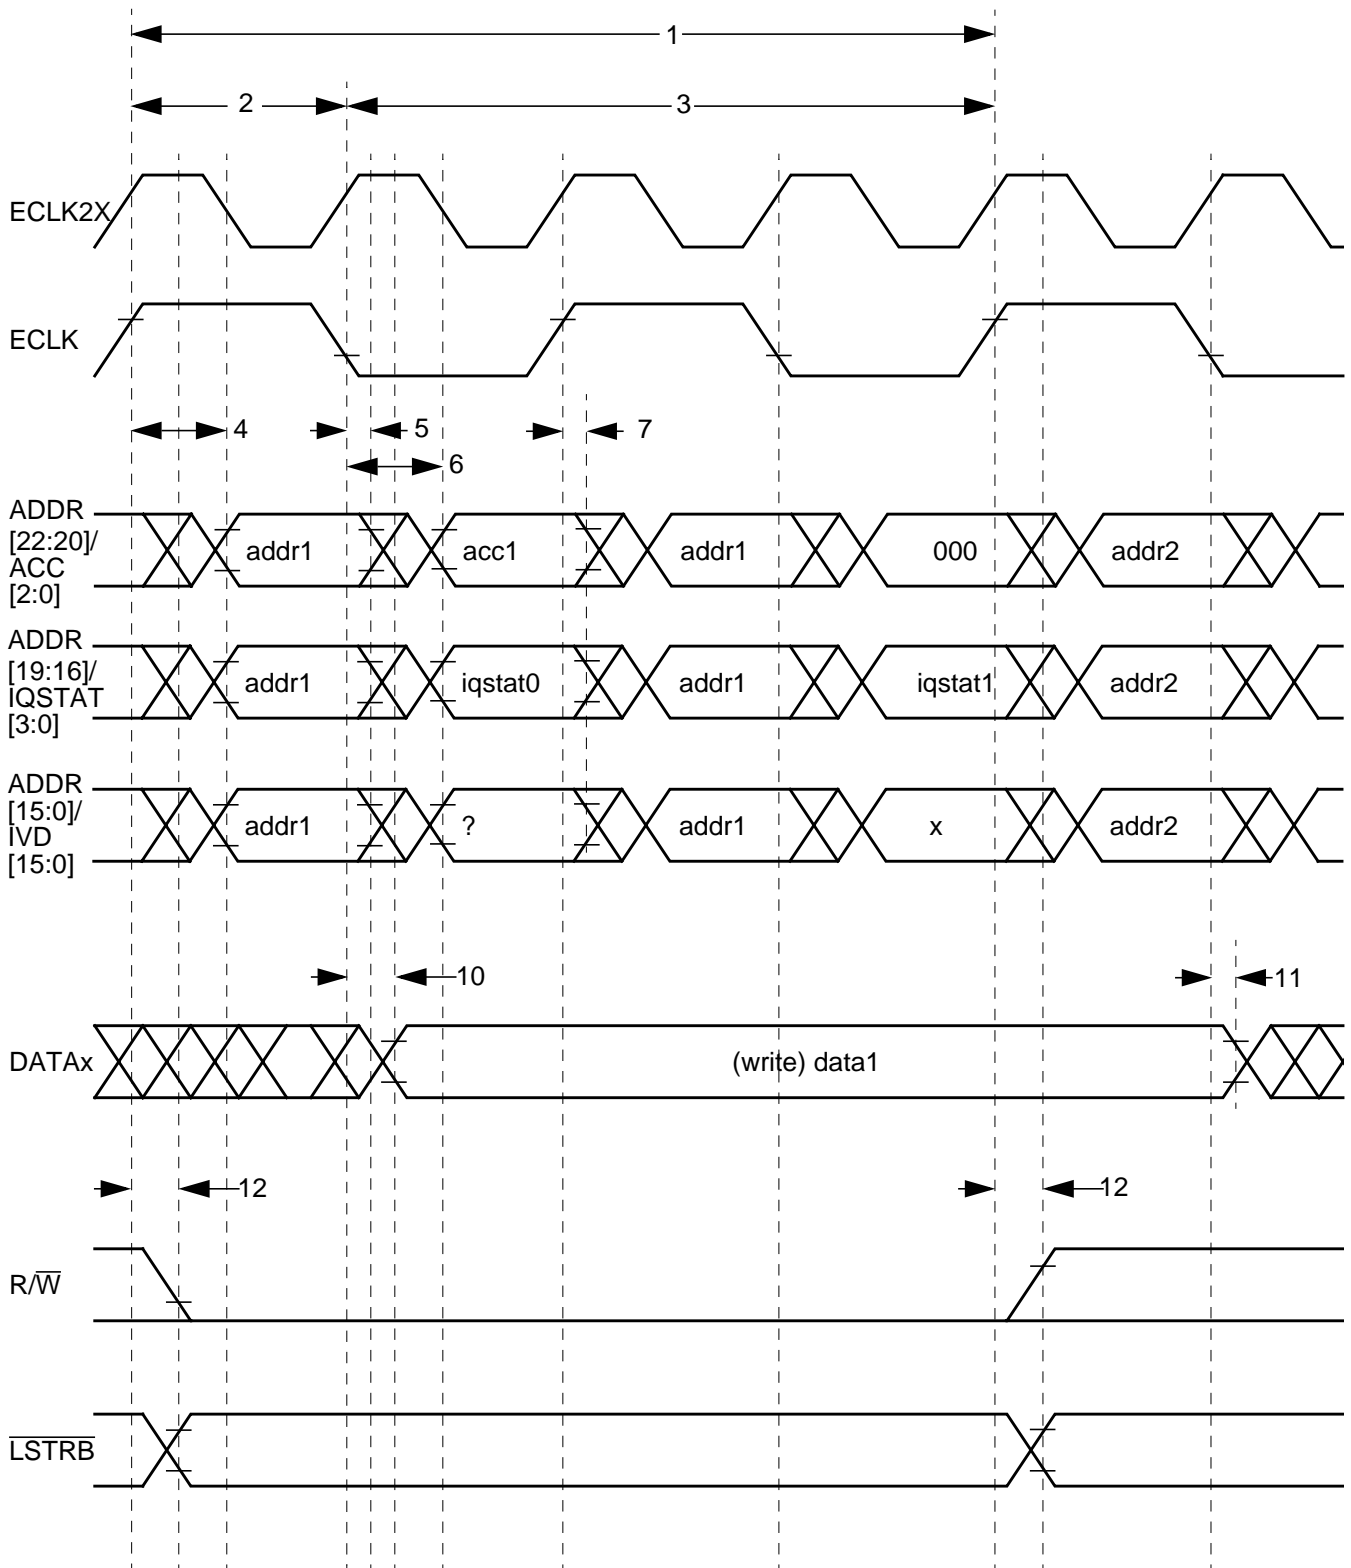 1
2
3
ECLK2X
ECLK
4
5
7
6
ADDR
[22:20]/
ACC
[2:0]
addr1
acc1
addr1
000
addr2
ADDR
[19:16]/
IQSTAT
[3:0]
addr1
iqstat0
addr1
iqstat1
addr2
ADDR
[15:0]/
IVD
[15:0]
addr1
?
addr1
x
addr2
10
11
DATAx
(write) data1
12
12
R/W̅
L̅S̅T̅R̅B̅